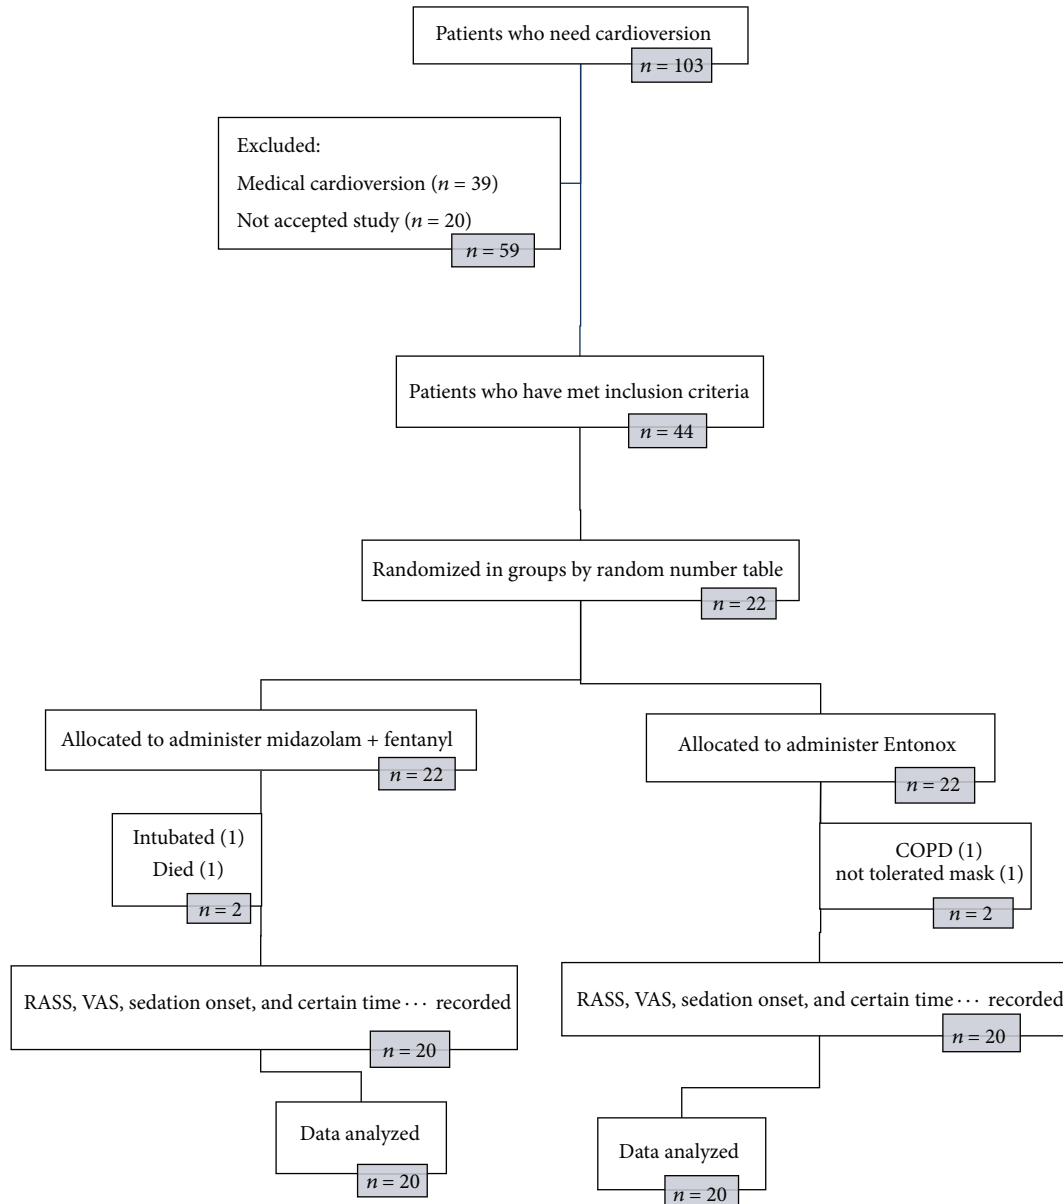 Patients who need cardioversion
n = 103
Excluded:
Medical cardioversion (n = 39)
Not accepted study (n = 20)
n = 59
Patients who have met inclusion criteria
n = 44
Randomized in groups by random number table
n = 22
Allocated to administer midazolam + fentanyl
n = 22
Intubated (1)
Died (1)
n = 2
RASS, VAS, sedation onset, and certain time ⋯ recorded
n = 20
Data analyzed
n = 20
Allocated to administer Entonox
n = 22
COPD (1)
not tolerated mask (1)
n = 2
RASS, VAS, sedation onset, and certain time ⋯ recorded
n = 20
Data analyzed
n = 20